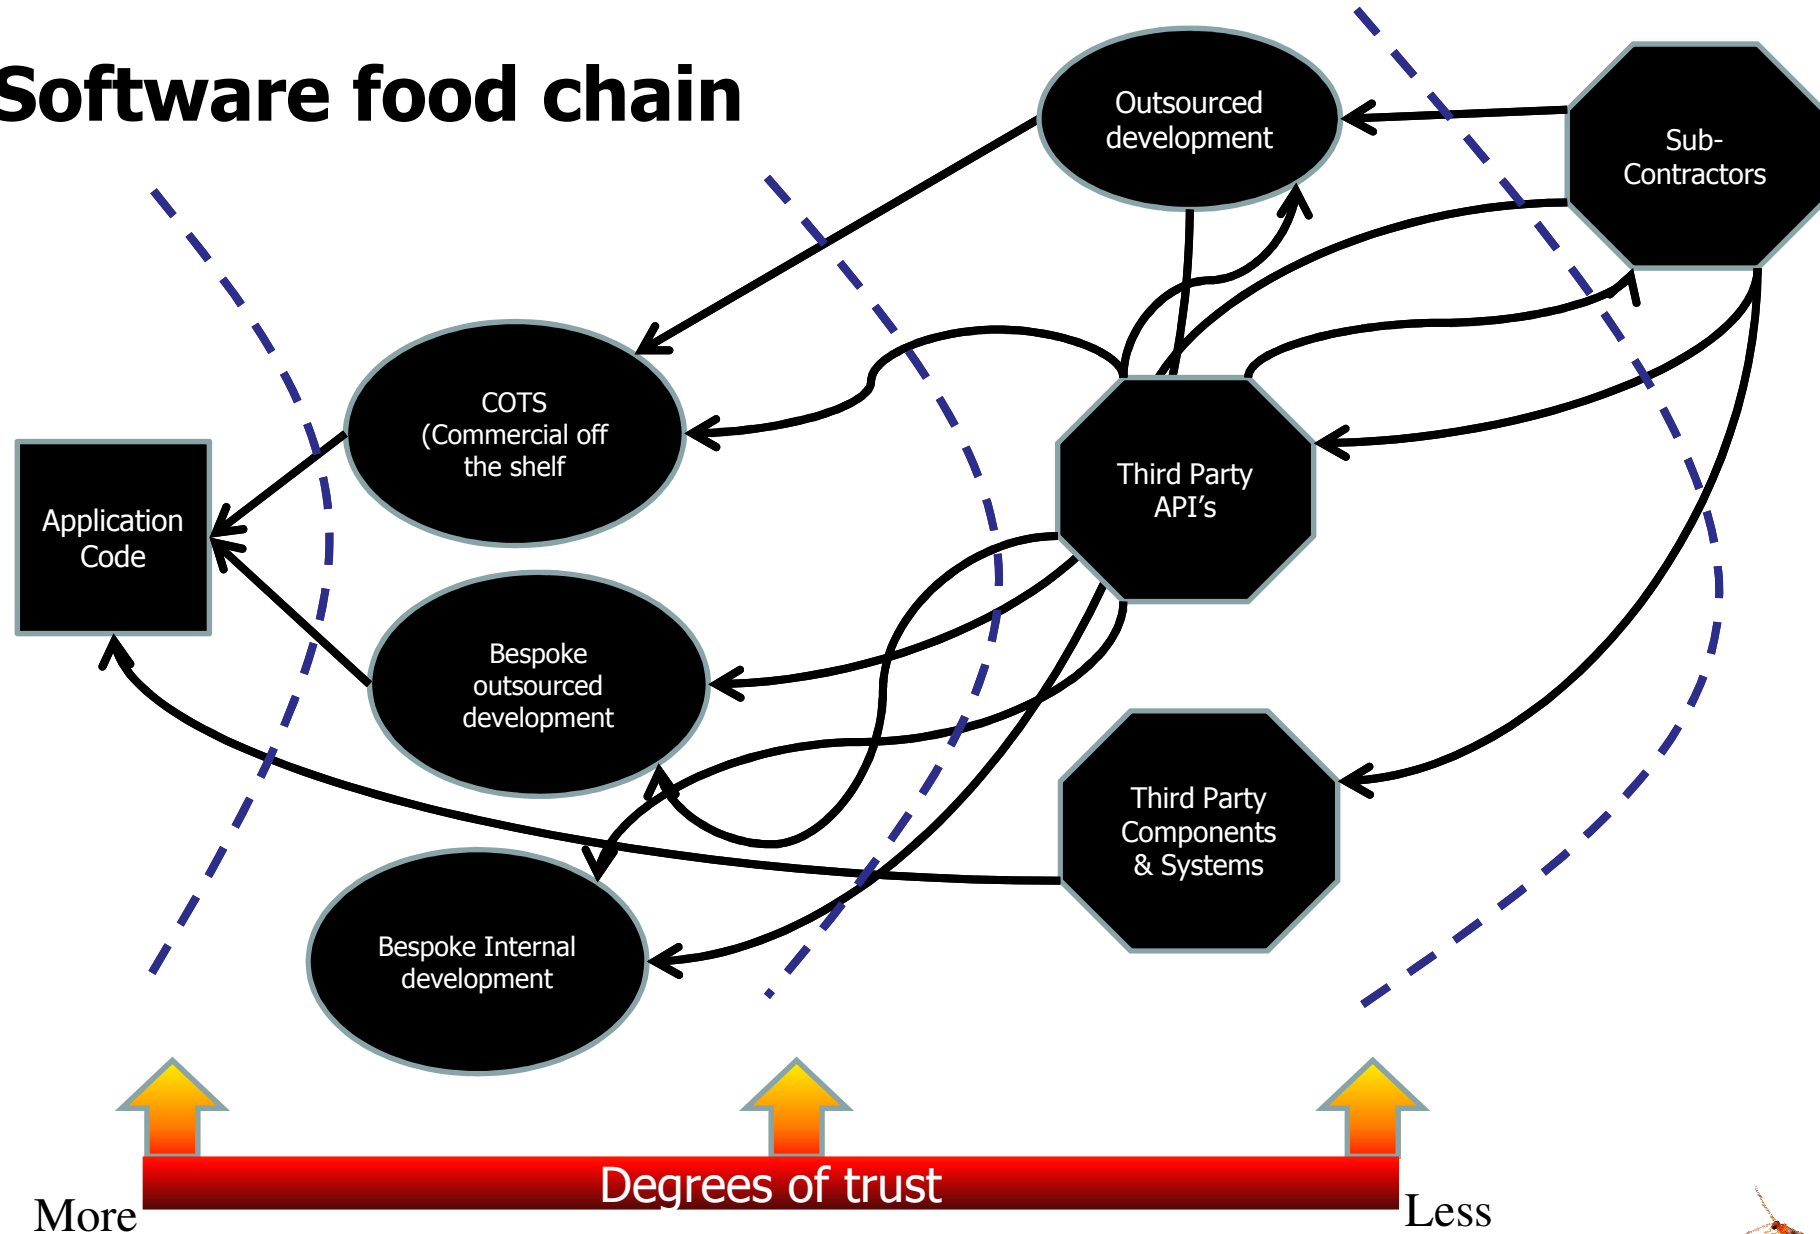 Software food chain
Outsourced
development
Sub-
Contractors
COTS
(Commercial off
the shelf
Third Party
API’s
Application
Code
Bespoke
outsourced
development
Third Party
Components
& Systems
Bespoke Internal
development
Degrees of trust
More
Less